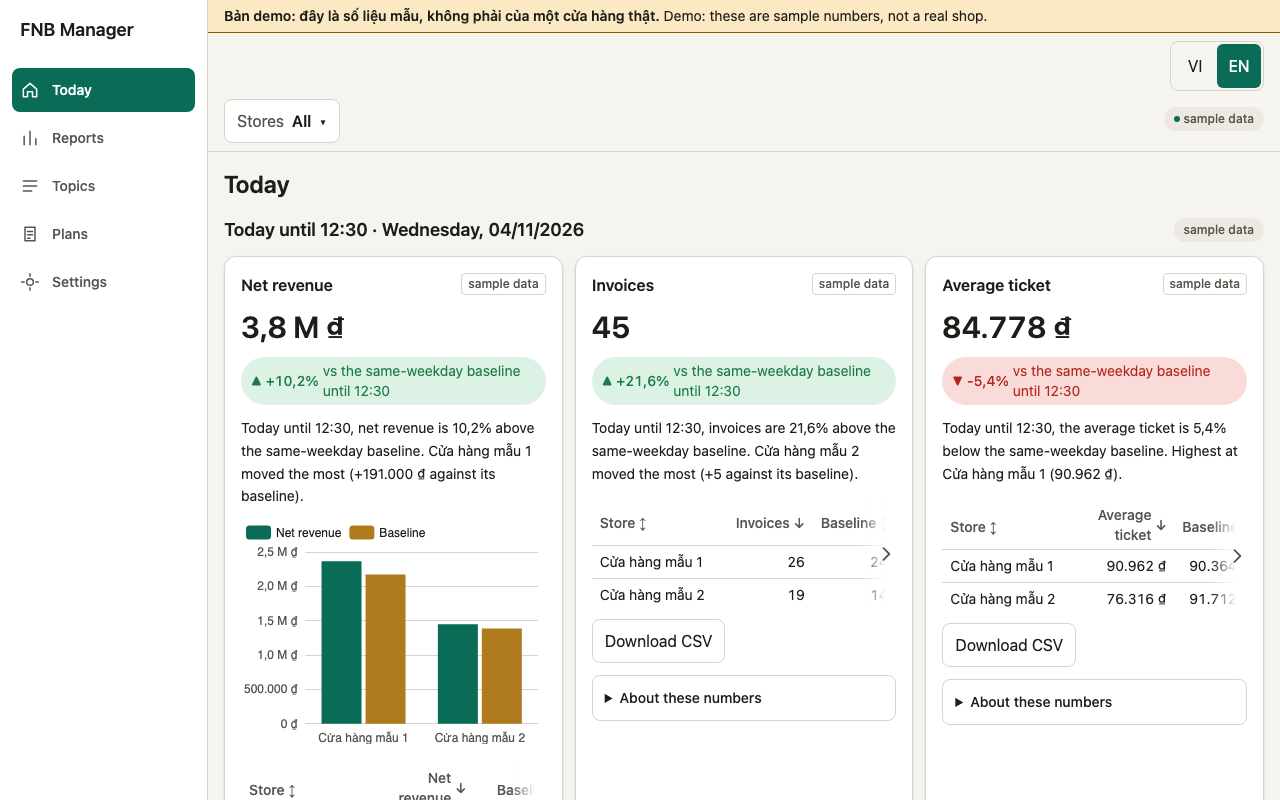 FNB Manager
Today
Reports
Topics
Plans
Settings
Bản demo: đây là số liệu mẫu, không phải của một cửa hàng thật. Demo: these are sample numbers, not a real shop.
VI EN
Stores All ▾
sample data
Today
Today until 12:30 · Wednesday, 04/11/2026
sample data
Net revenue
sample data
3,8 M ₫
▲ +10,2% vs the same-weekday baseline
until 12:30
Today until 12:30, net revenue is 10,2% above
the same-weekday baseline. Cửa hàng mẫu 1
moved the most (+191.000 ₫ against its
baseline).
Net revenue Baseline
2,5 M ₫
2,0 M ₫
1,5 M ₫
1,0 M ₫
500.000 ₫
0 ₫
Cửa hàng mẫu 1 Cửa hàng mẫu 2
Store ↕ Net
revenue ↓
Invoices
sample data
45
▲ +21,6% vs the same-weekday baseline
until 12:30
Today until 12:30, invoices are 21,6% above the
same-weekday baseline. Cửa hàng mẫu 2
moved the most (+5 against its baseline).
Store ↕ Invoices ↓ Baseline
Cửa hàng mẫu 1 26
Cửa hàng mẫu 2 19
Download CSV
▶ About these numbers
Average ticket
sample data
84.778 ₫
▼ -5,4% vs the same-weekday baseline
until 12:30
Today until 12:30, the average ticket is 5,4%
below the same-weekday baseline. Highest at
Cửa hàng mẫu 1 (90.962 ₫).
Store ↕ Average
ticket ↓ Baseline
Cửa hàng mẫu 1 90.962 ₫ 90.364
Cửa hàng mẫu 2 76.316 ₫ 91.712
Download CSV
▶ About these numbers